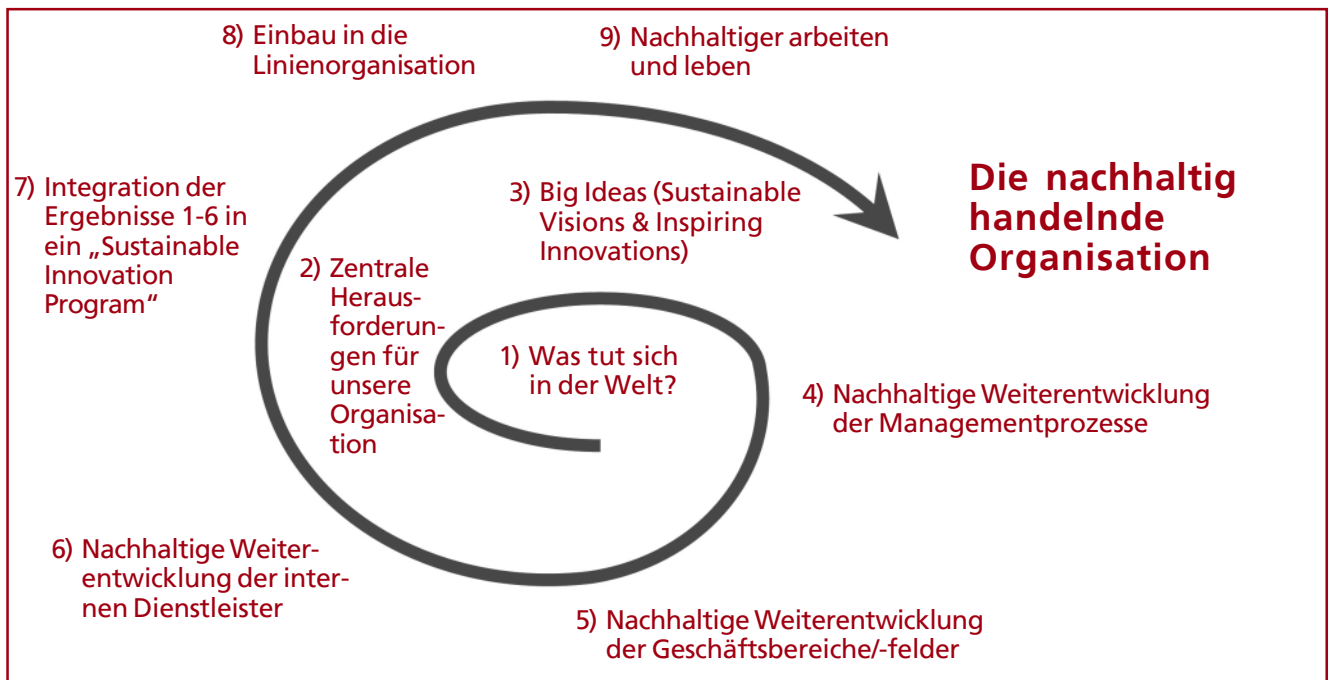 8) Einbau in die
Linienorganisation
9) Nachhaltiger arbeiten
und leben
7) Integration der
Ergebnisse 1-6 in
ein „Sustainable
Innovation
Program“
3) Big Ideas (Sustainable
Visions & Inspiring
Innovations)
Die nachhaltig
handelnde
Organisation
2) Zentrale
Heraus-
forderun-
gen für
unsere
Organisa-
tion
1) Was tut sich
in der Welt?
4) Nachhaltige Weiterentwicklung
der Managementprozesse
6) Nachhaltige Weiter-
entwicklung der inter-
nen Dienstleister
5) Nachhaltige Weiterentwicklung
der Geschäftsbereiche/-felder